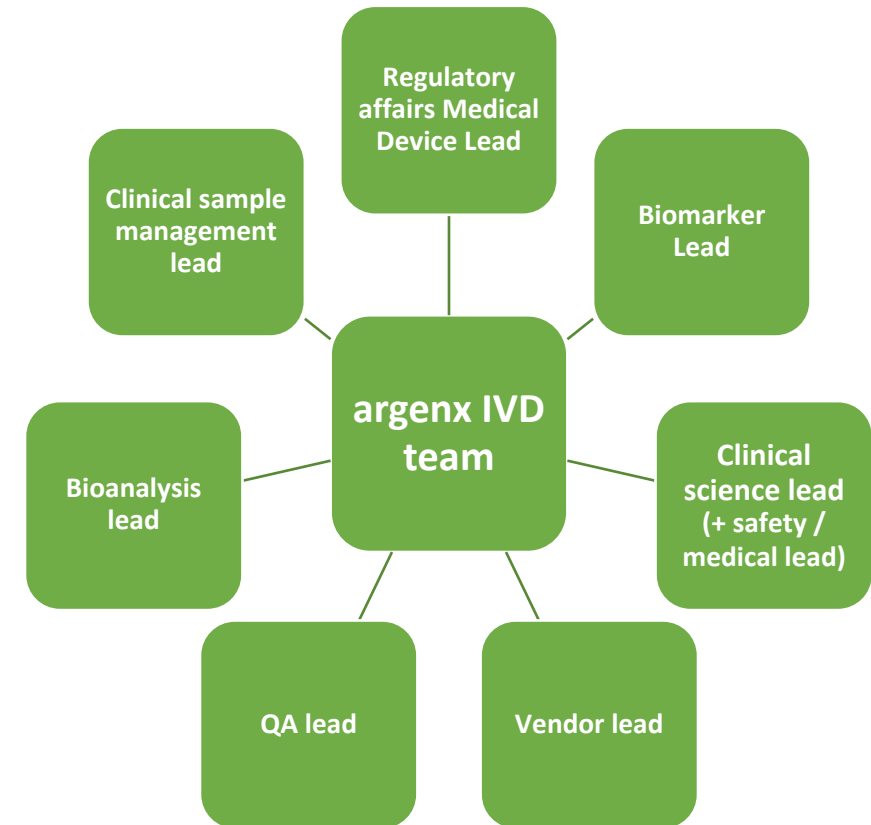 Regulatory
affairs Medical
Device Lead
Clinical sample
management
lead
Biomarker
Lead
argenx IVD
team
Clinical
science lead
(+ safety /
medical lead)
Bioanalysis
lead
QA lead
Vendor lead